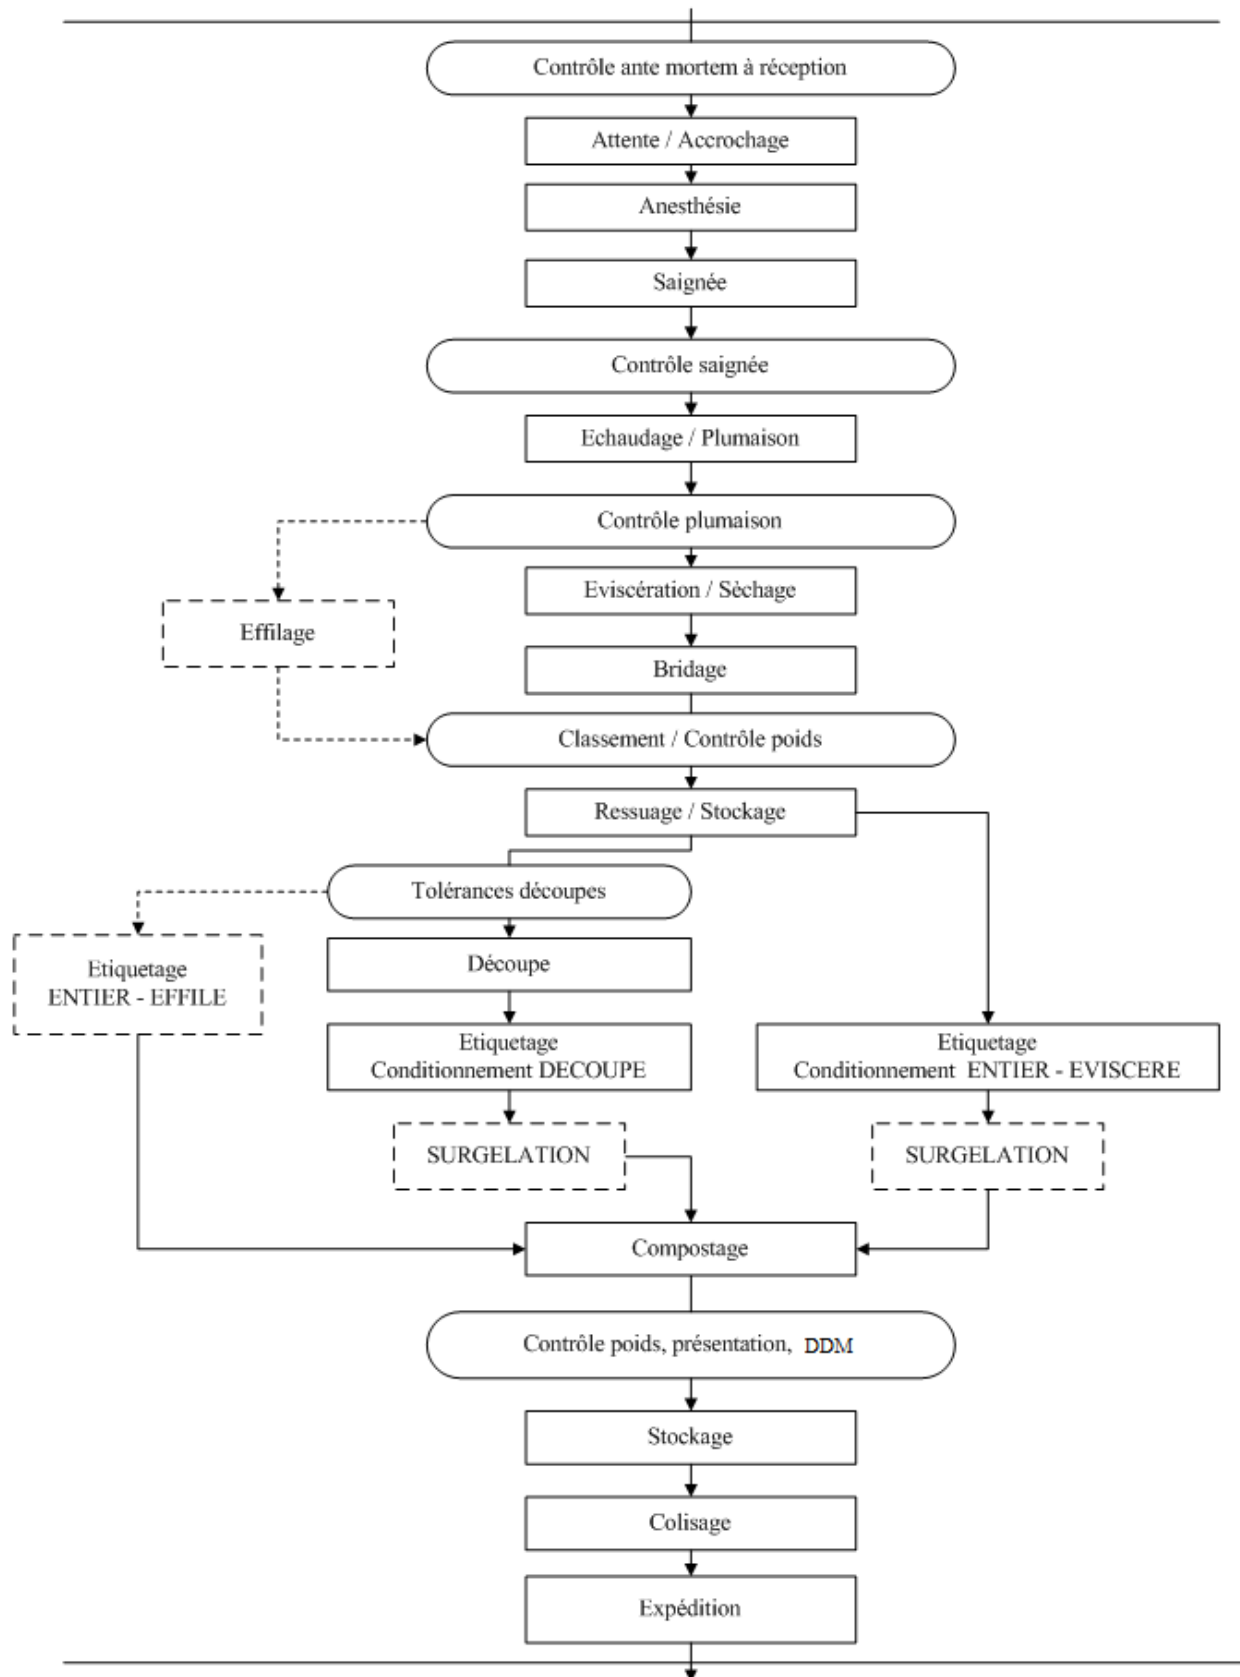 Contrôle ante mortem à réception
Attente / Accrochage
Anesthésie
Saignée
Contrôle saignée
Echaudage / Plumaison
Contrôle plumaison
Eviscération / Sèchage
Effilage
Bridage
Classement / Contrôle poids
Ressuage / Stockage
Tolérances découpes
Etiquetage
ENTIER - EFFILE
Découpe
Etiquetage
Conditionnement DECOUPE
Etiquetage
Conditionnement ENTIER - EVISCERE
SURGELATION
SURGELATION
Compostage
Contrôle poids, présentation, DDM
Stockage
Colisage
Expédition